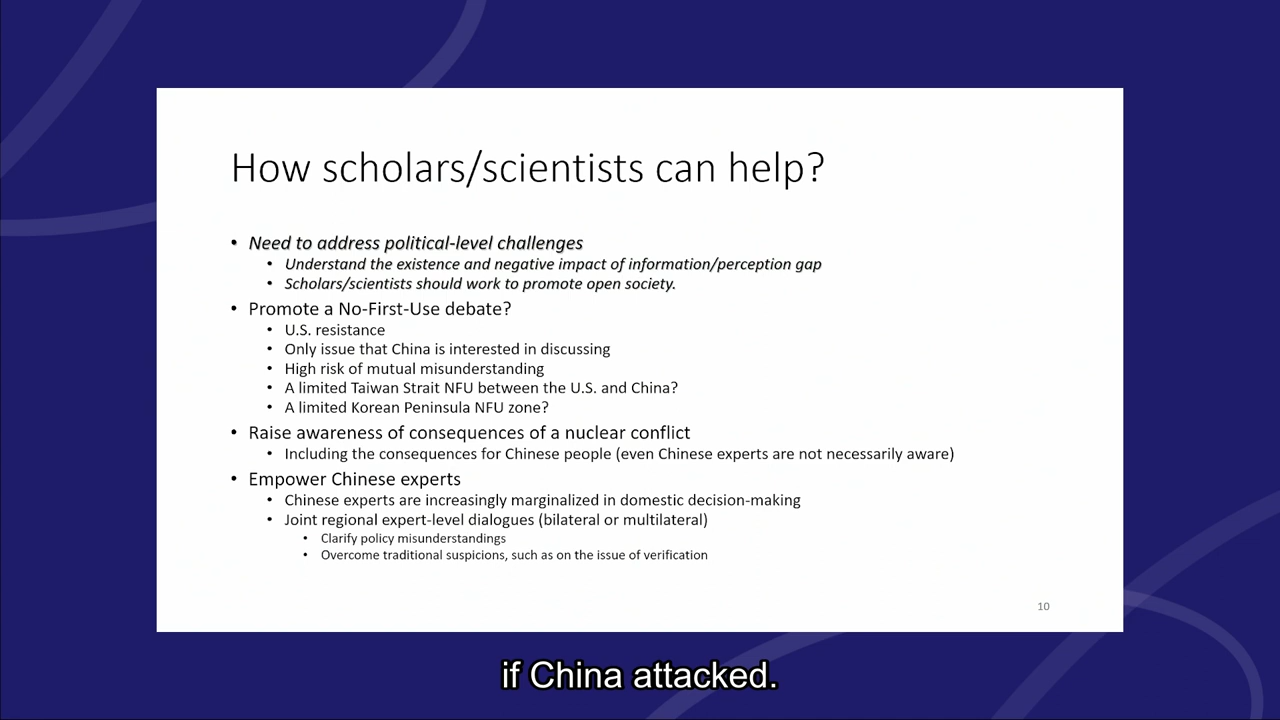 How scholars/scientists can help?
• Need to address political-level challenges
• Understand the existence and negative impact of information/perception gap
• Scholars/scientists should work to promote open society.
• Promote a No-First-Use debate?
• U.S. resistance
• Only issue that China is interested in discussing
• High risk of mutual misunderstanding
• A limited Taiwan Strait NFU between the U.S. and China?
• A limited Korean Peninsula NFU zone?
• Raise awareness of consequences of a nuclear conflict
• Including the consequences for Chinese people (even Chinese experts are not necessarily aware)
• Empower Chinese experts
• Chinese experts are increasingly marginalized in domestic decision-making
• Joint regional expert-level dialogues (bilateral or multilateral)
• Clarify policy misunderstandings
• Overcome traditional suspicions, such as on the issue of verification
10
if China attacked.